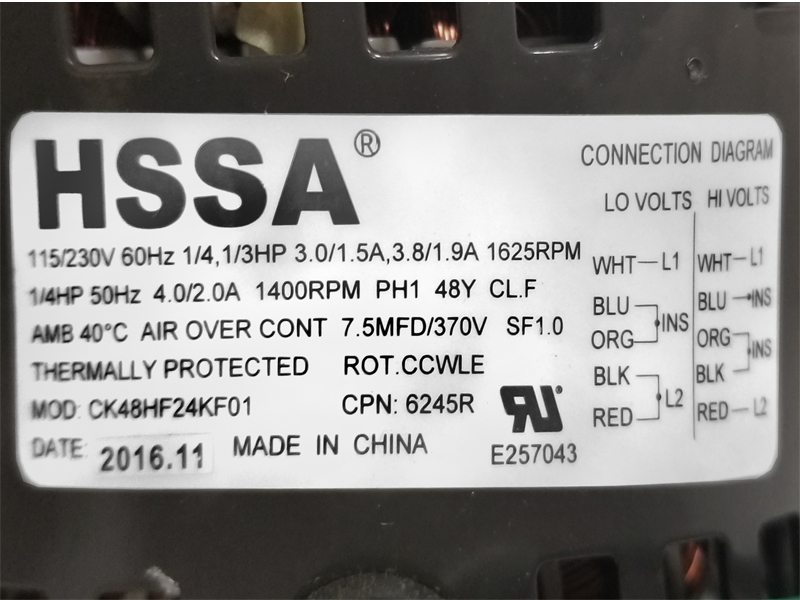 HSSA®
115/230V 60Hz 1/4,1/3HP 3.0/1.5A,3.8/1.9A 1625RPM
1/4HP 50Hz 4.0/2.0A 1400RPM PH1 48Y CL.F
AMB 40°C AIR OVER CONT 7.5MFD/370V SF1.0
THERMALLY PROTECTED ROT.CCWLE
MOD: CK48HF24KF01 CPN: 6245R
DATE: 2016.11 MADE IN CHINA
E257043
CONNECTION DIAGRAM
LO VOLTS HI VOLTS
WHT L1 WHT L1
BLU BLU INS
INS
ORG ORG
INS
BLK BLK
L2
RED RED L2